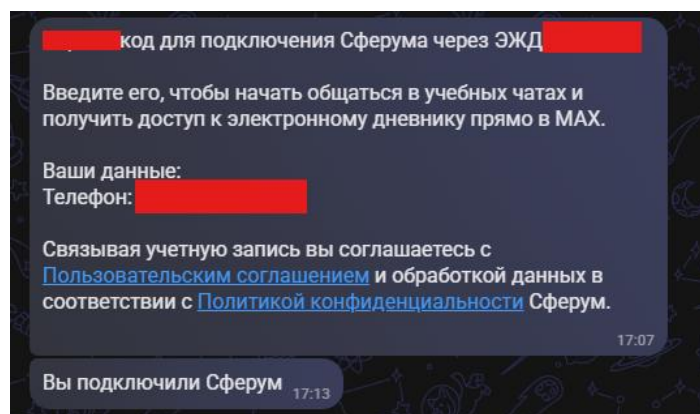 код для подключения Сферума через ЭЖД
Введите его, чтобы начать общаться в учебных чатах и
получить доступ к электронному дневнику прямо в MAX.
Ваши данные:
Телефон:
Связывая учетную запись вы соглашаетесь с
Пользовательским соглашением и обработкой данных в
соответствии с Политикой конфиденциальности Сферум.
17:07
Вы подключили Сферум 17:13